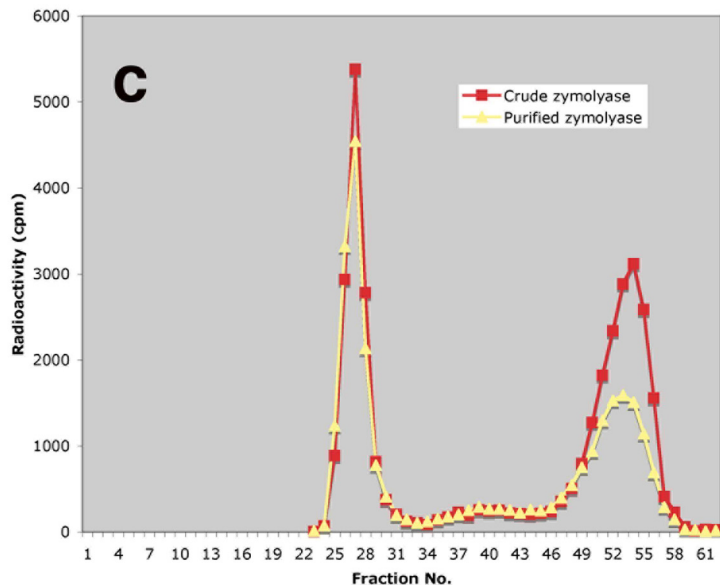 C
6000
5000
4000
3000
2000
1000
0
Radioactivity (cpm)
Crude zymolyase
Purified zymolyase
1 4 7 10 13 16 19 22 25 28 31 34 37 40 43 46 49 52 55 58 61
Fraction No.